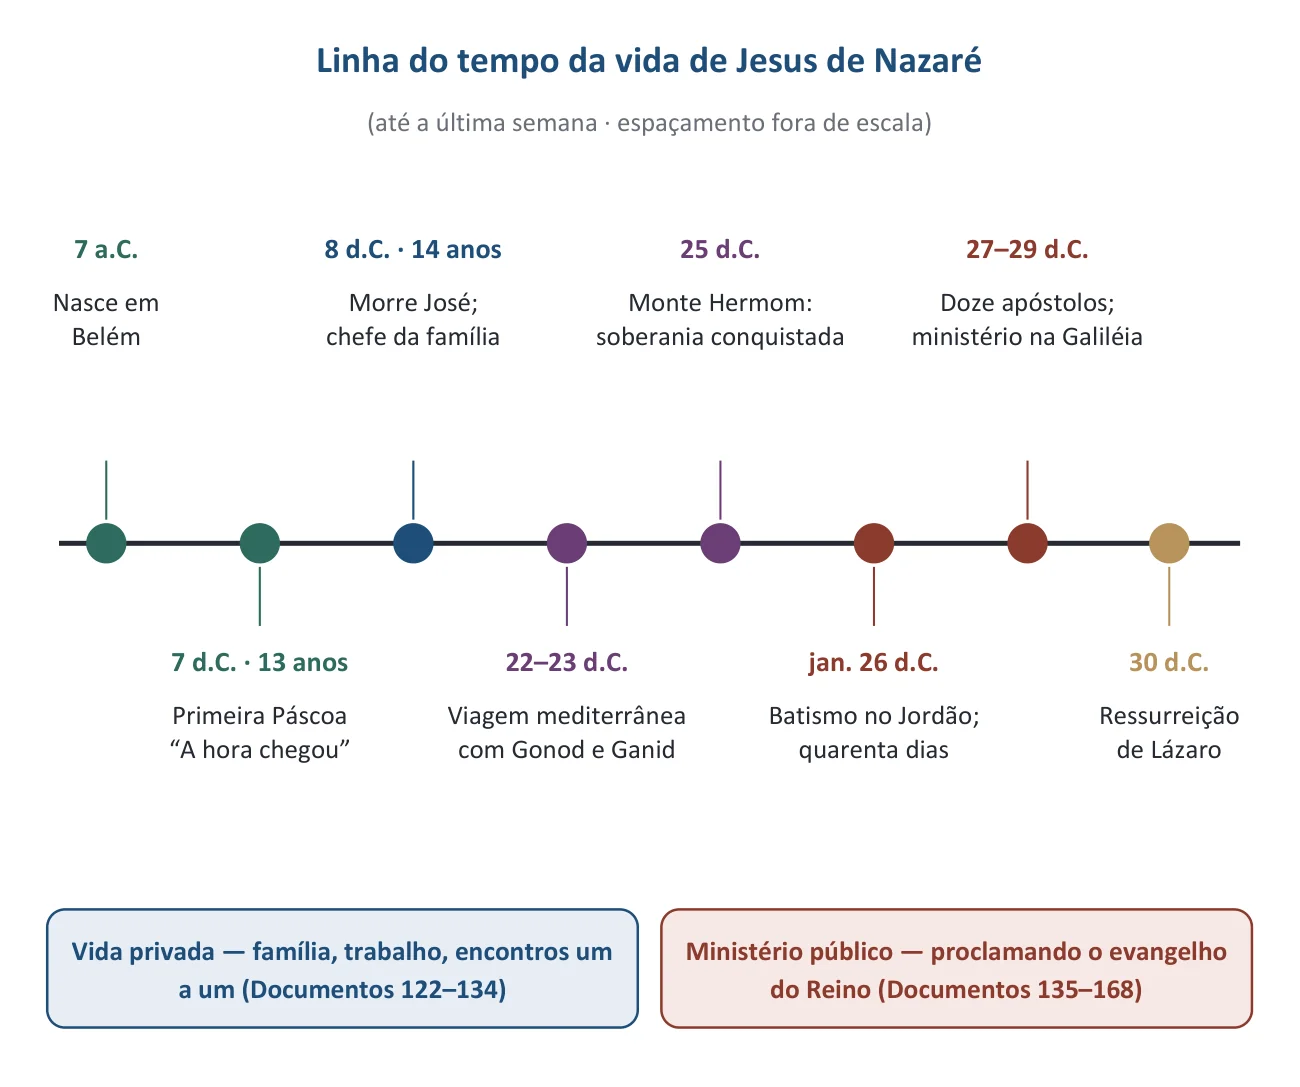 Linha do tempo da vida de Jesus de Nazaré
(até a última semana · espaçamento fora de escala)
7 a.C.
Nasce em
Belém
8 d.C. · 14 anos
Morre José;
chefe da família
25 d.C.
Monte Hermom:
soberania conquistada
27–29 d.C.
Doze apóstolos;
ministério na Galiléia
7 d.C. · 13 anos
Primeira Páscoa
“A hora chegou”
22–23 d.C.
Viagem mediterrânea
com Gonod e Ganid
jan. 26 d.C.
Batismo no Jordão;
quarenta dias
30 d.C.
Ressurreição
de Lázaro
Vida privada — família, trabalho, encontros um
a um (Documentos 122–134)
Ministério público — proclamando o evangelho
do Reino (Documentos 135–168)